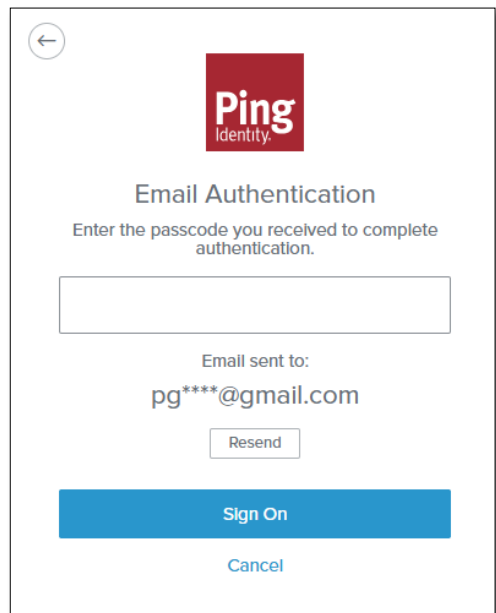 Ping
Identity.
Email Authentication
Enter the passcode you received to complete
authentication.
Email sent to:
pg****@gmail.com
Resend
Sign On
Cancel